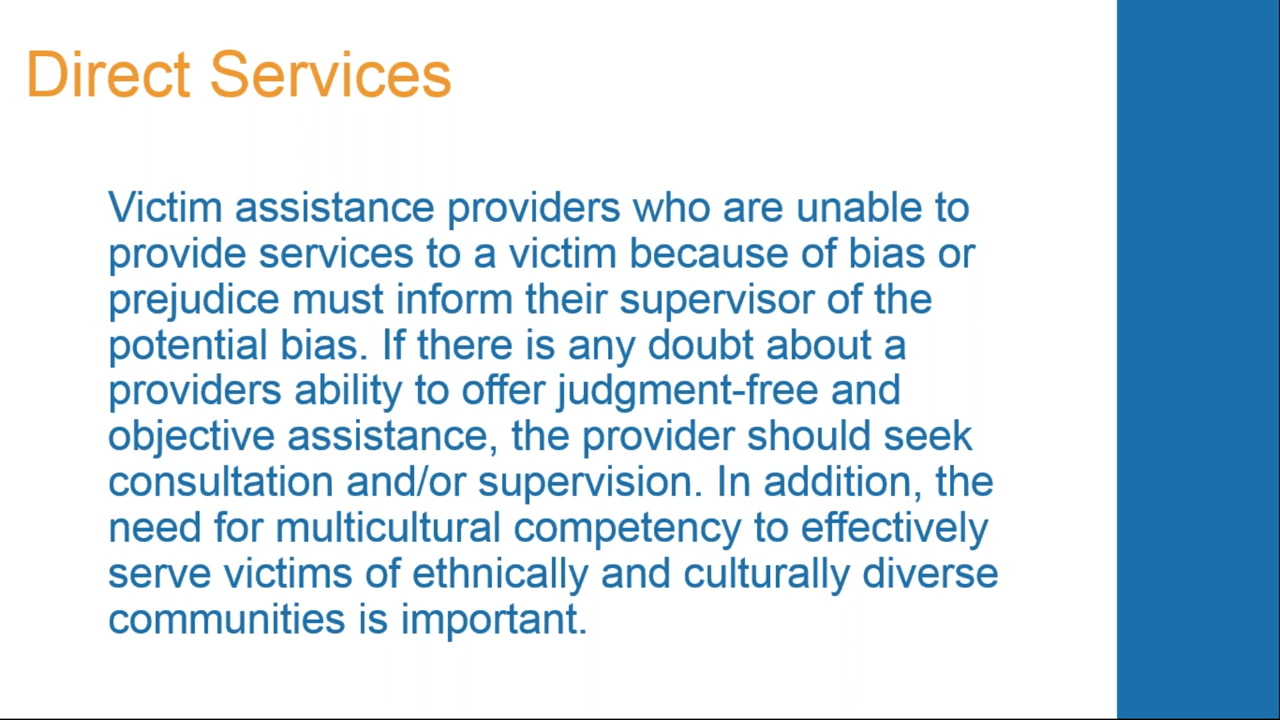 Direct Services
Victim assistance providers who are unable to
provide services to a victim because of bias or
prejudice must inform their supervisor of the
potential bias. If there is any doubt about a
providers ability to offer judgment-free and
objective assistance, the provider should seek
consultation and/or supervision. In addition, the
need for multicultural competency to effectively
serve victims of ethnically and culturally diverse
communities is important.